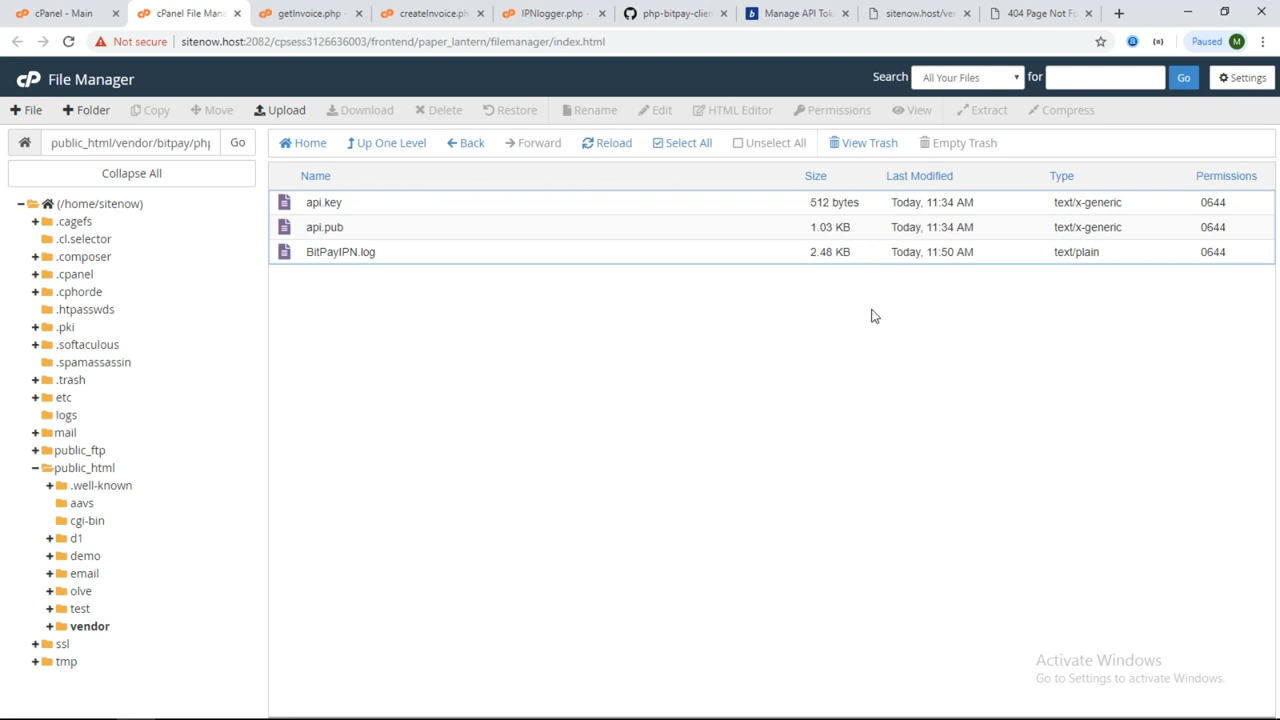 cPanel - Main
cPanel File Mana
getInvoice.php -
createInvoice.ph
IPNlogger.php -
php-bitpay-clien
Manage API Tok
sitenow.host/ver
404 Page Not Fo
Not secure
sitenow.host:2082/cpsess3126636003/frontend/paper_lantern/filemanager/index.html
Paused
M
cP File Manager
Search
All Your Files
for
Go
Settings
File
Folder
Copy
Move
Upload
Download
Delete
Restore
Rename
Edit
HTML Editor
Permissions
View
Extract
Compress
public_html/vendor/bitpay/php
Go
Home
Up One Level
Back
Forward
Reload
Select All
Unselect All
View Trash
Empty Trash
Collapse All
(/home/sitenow)
.cagefs
.cl.selector
.composer
.cpanel
.cphorde
.htpasswds
.pki
.softaculous
.spamassassin
.trash
etc
logs
mail
public_ftp
public_html
.well-known
aavs
cgi-bin
d1
demo
email
olve
test
vendor
ssl
tmp
Name Size Last Modified Type Permissions
api.key 512 bytes Today, 11:34 AM text/x-generic 0644
api.pub 1.03 KB Today, 11:34 AM text/x-generic 0644
BitPayIPN.log 2.48 KB Today, 11:50 AM text/plain 0644
Activate Windows
Go to Settings to activate Windows.